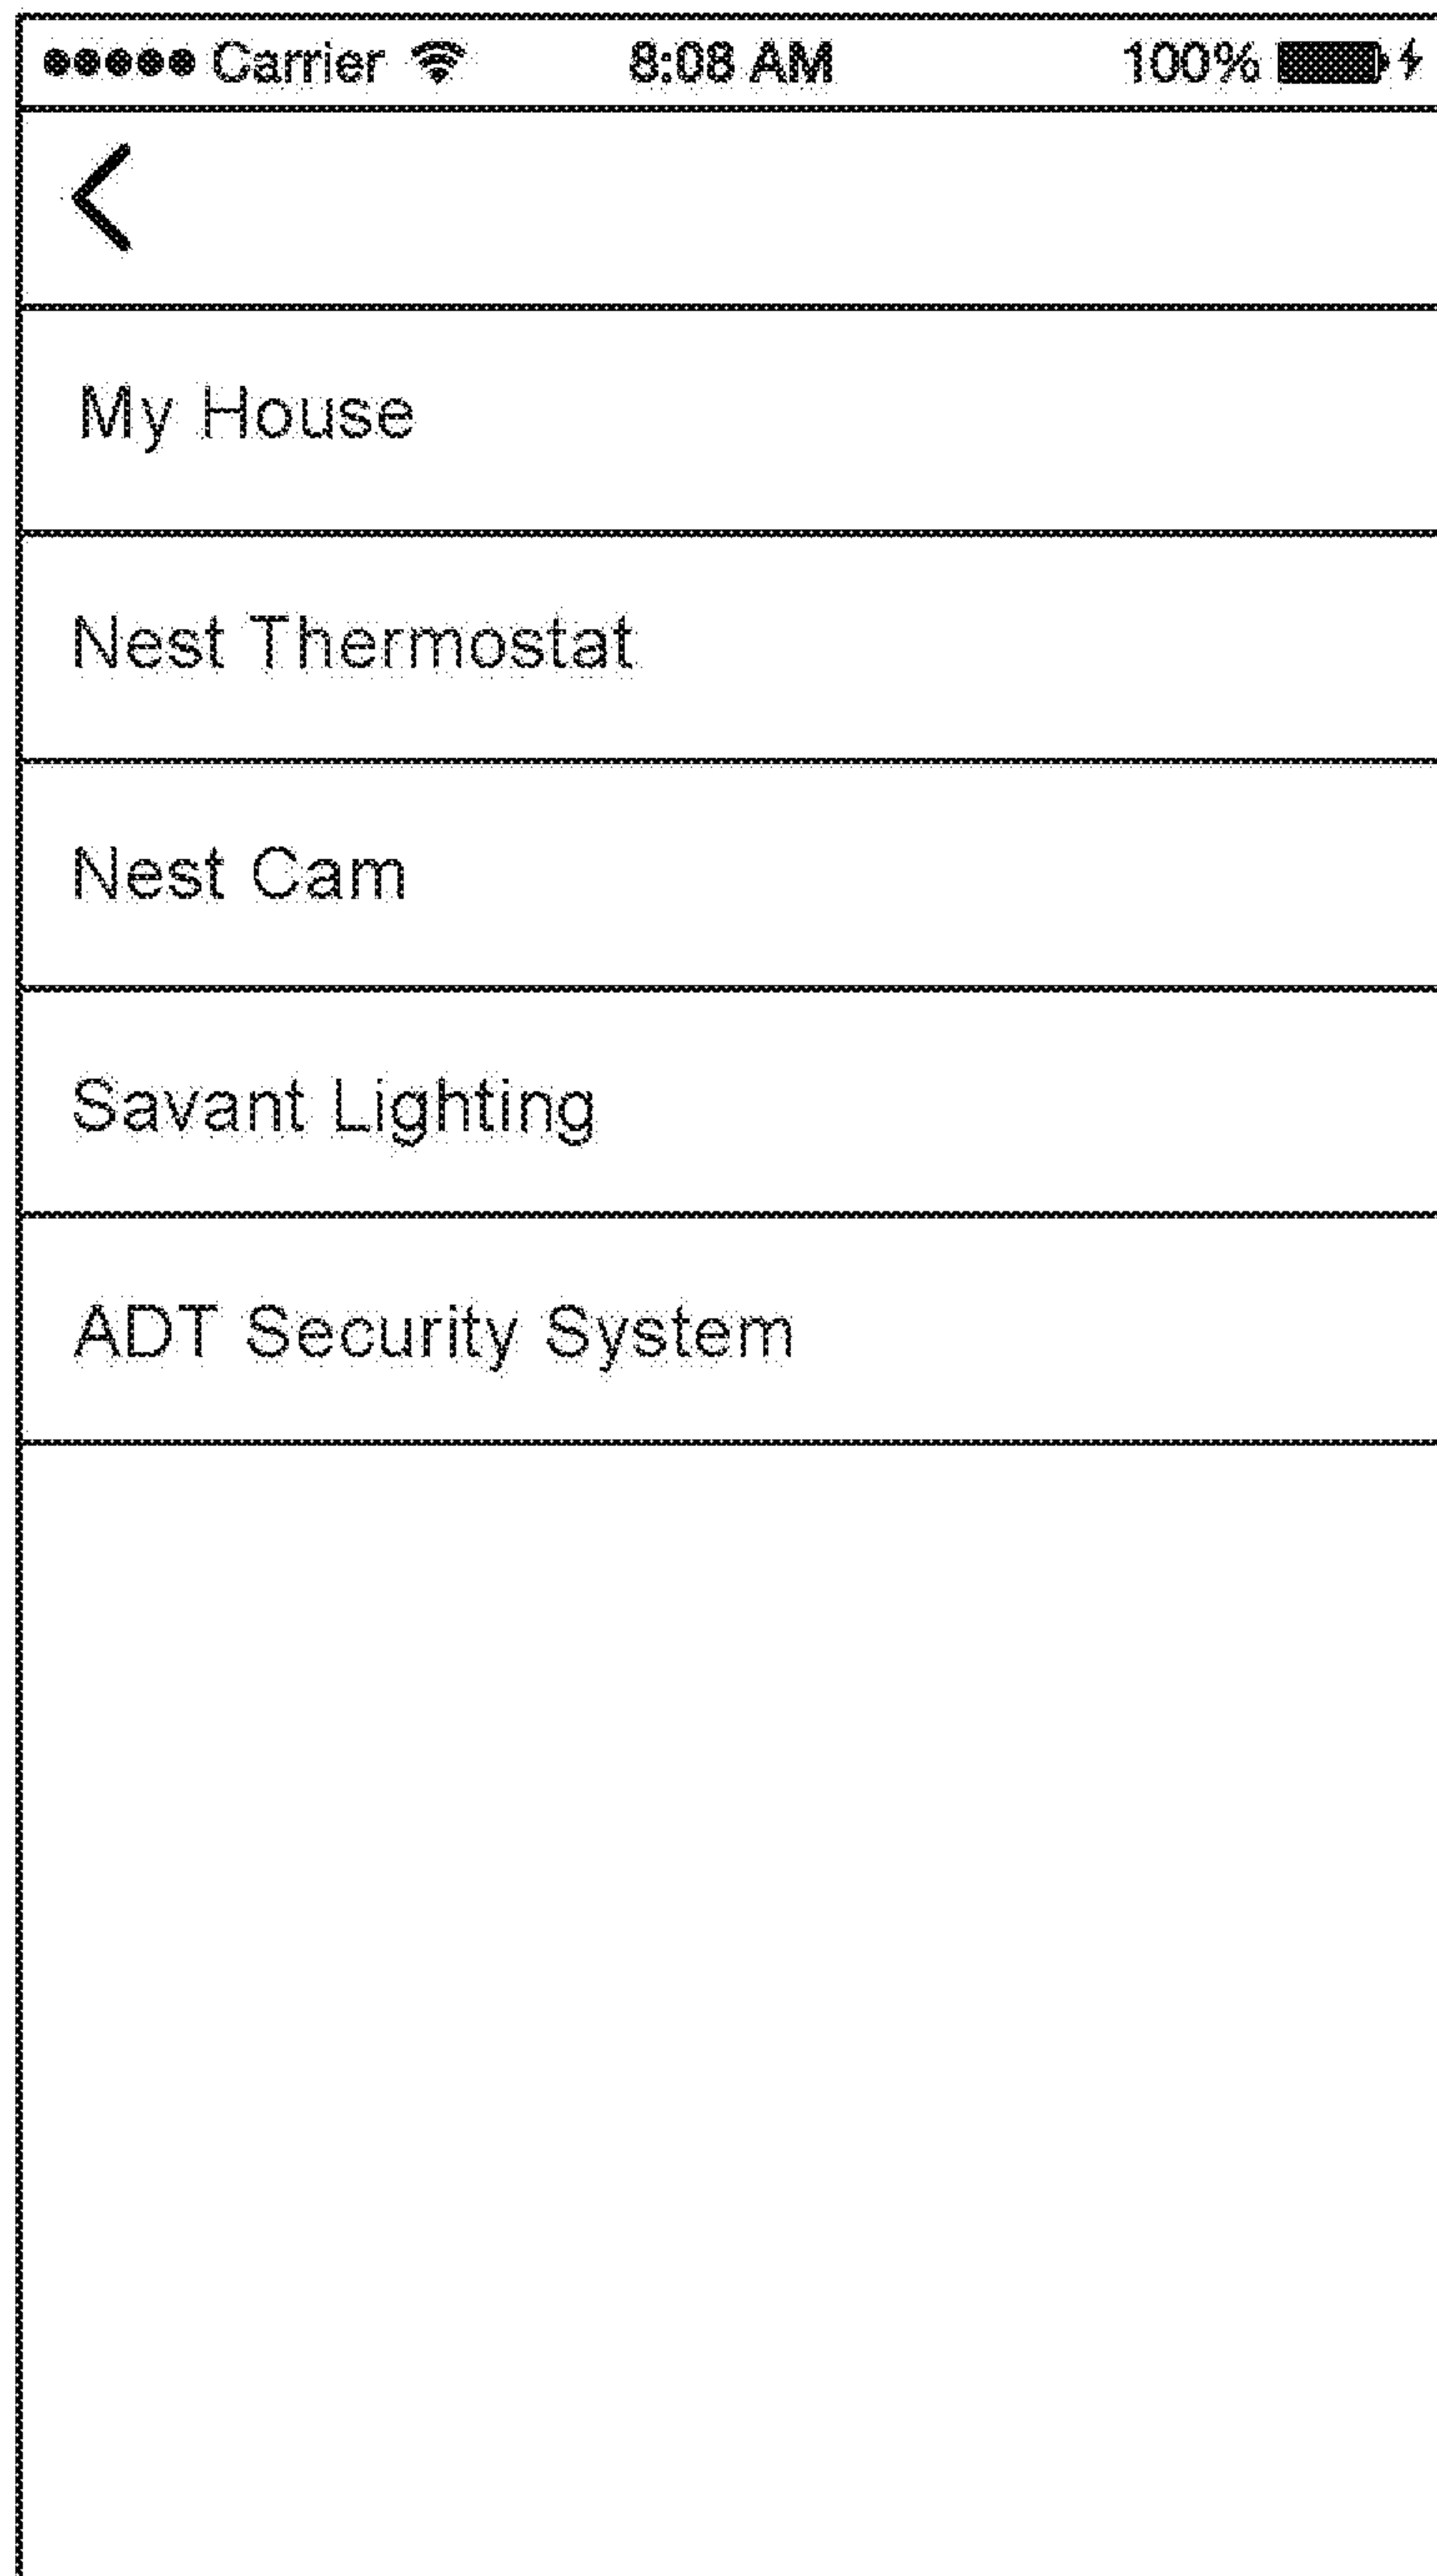 Carrier 8:08 AM 100%
My House
Nest Thermostat
Nest Cam
Savant Lighting
ADT Security System